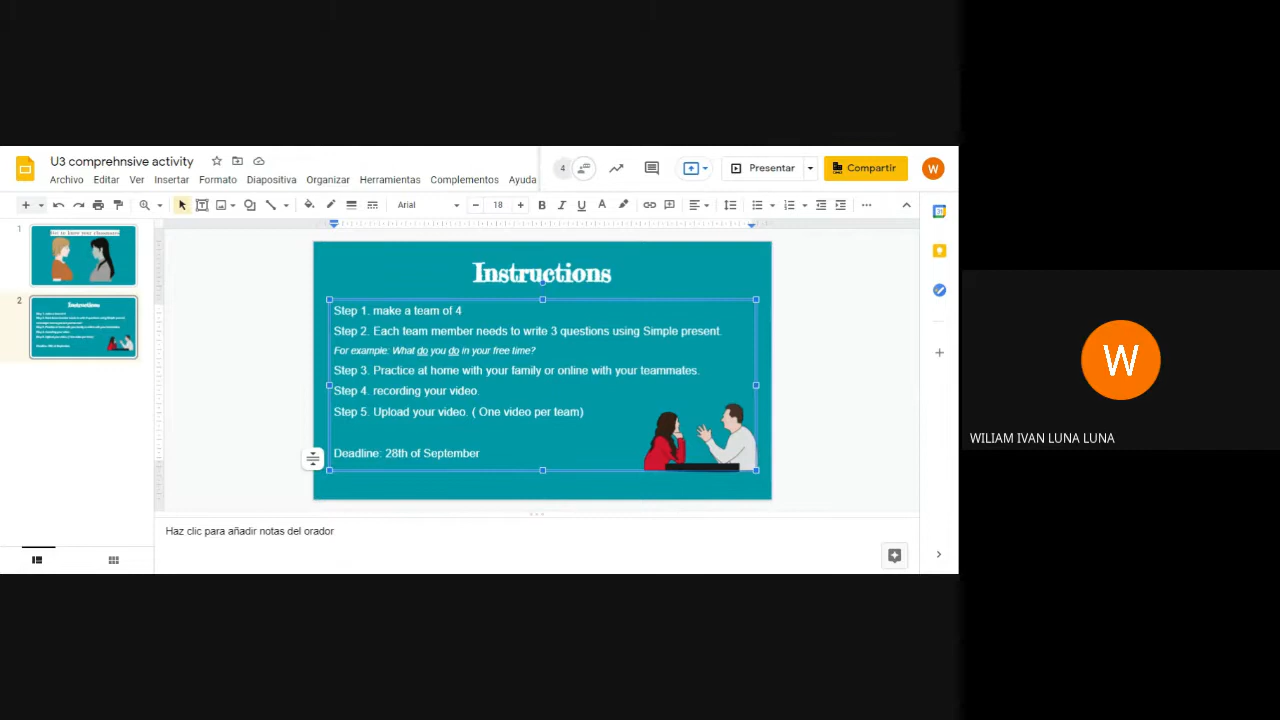 U3 comprehnsive activity
Archivo Editar Ver Insertar Formato Diapositiva Organizar Herramientas Complementos Ayuda
4
Presentar
Compartir
W
Arial
18
1
2
Instructions
Step 1. make a team of 4
Step 2. Each team member needs to write 3 questions using Simple present.
For example: What do you do in your free time?
Step 3. Practice at home with your family or online with your teammates.
Step 4. recording your video.
Step 5. Upload your video. ( One video per team)
Deadline: 28th of September
Haz clic para añadir notas del orador
W
WILIAM IVAN LUNA LUNA